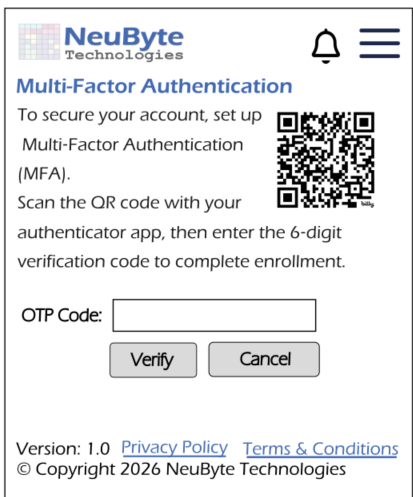 NeuByte
Technologies
Multi-Factor Authentication
To secure your account, set up
Multi-Factor Authentication
(MFA).
Scan the QR code with your
authenticator app, then enter the 6-digit
verification code to complete enrollment.
OTP Code:
Verify Cancel
Version: 1.0 Privacy Policy Terms & Conditions
© Copyright 2026 NeuByte Technologies